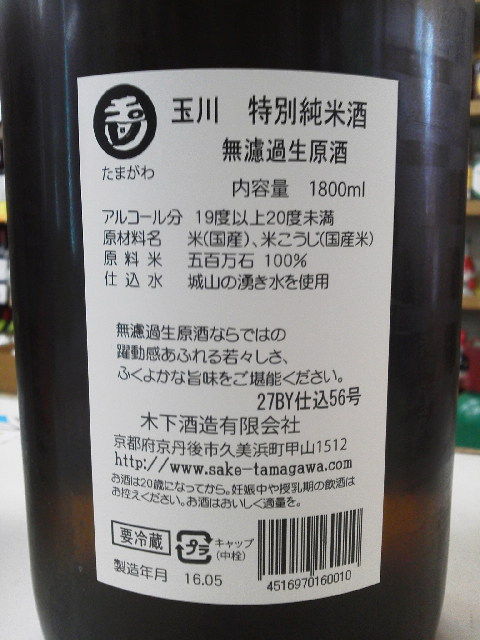 玉川 特別純米酒
たまがわ
無濾過生原酒
内容量 1800ml
アルコール分 19度以上20度未満
原材料名 米(国産)、米こうじ(国産米)
原料米 五百万石 100%
仕込水 城山の湧き水を使用
無濾過生原酒ならではの
躍動感あふれる若々しさ、
ふくよかな旨味をご堪能ください。
27BY仕込56号
木下酒造有限会社
京都府京丹後市久美浜町甲山1512
http://www.sake-tamagawa.com
お酒は20歳になってから。妊娠中や授乳期の飲酒は
お控えください。お酒はおいしく適量を。
要冷蔵
プラ
キャップ
(中栓)
製造年月 16.05
4516970160010